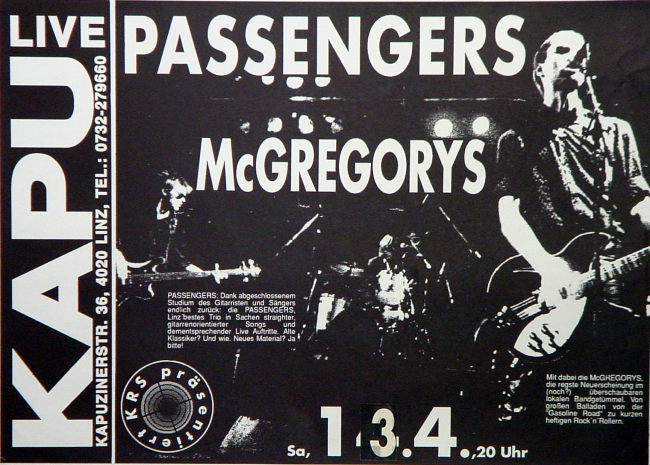 LIVE
KAPU
KAPUZINERSTR. 36, 4020 LINZ, TEL.: 0732-279660
PASSENGERS
McGREGORYS
PASSENGERS: Dank abgeschlossenem
Studium des Gitarristen und Sängers
endlich zurück: die PASSENGERS,
Linz´bestes Trio in Sachen straighter,
gitarrenorientierter Songs und
dementsprechender Live Auftritte. Alte
Klassiker? Und wie. Neues Material? Ja
bitte!
KRS präsentiert
Mit dabei die McGHEGORYS,
die regste Neuerscheinung im
(noch?) überschaubaren
lokalen Bandgetümmel. Von
großen Balladen von der
"Gasoline Road" zu kurzen
heftigen Rock´n´Rollern.
Sa, 13.4.,20 Uhr